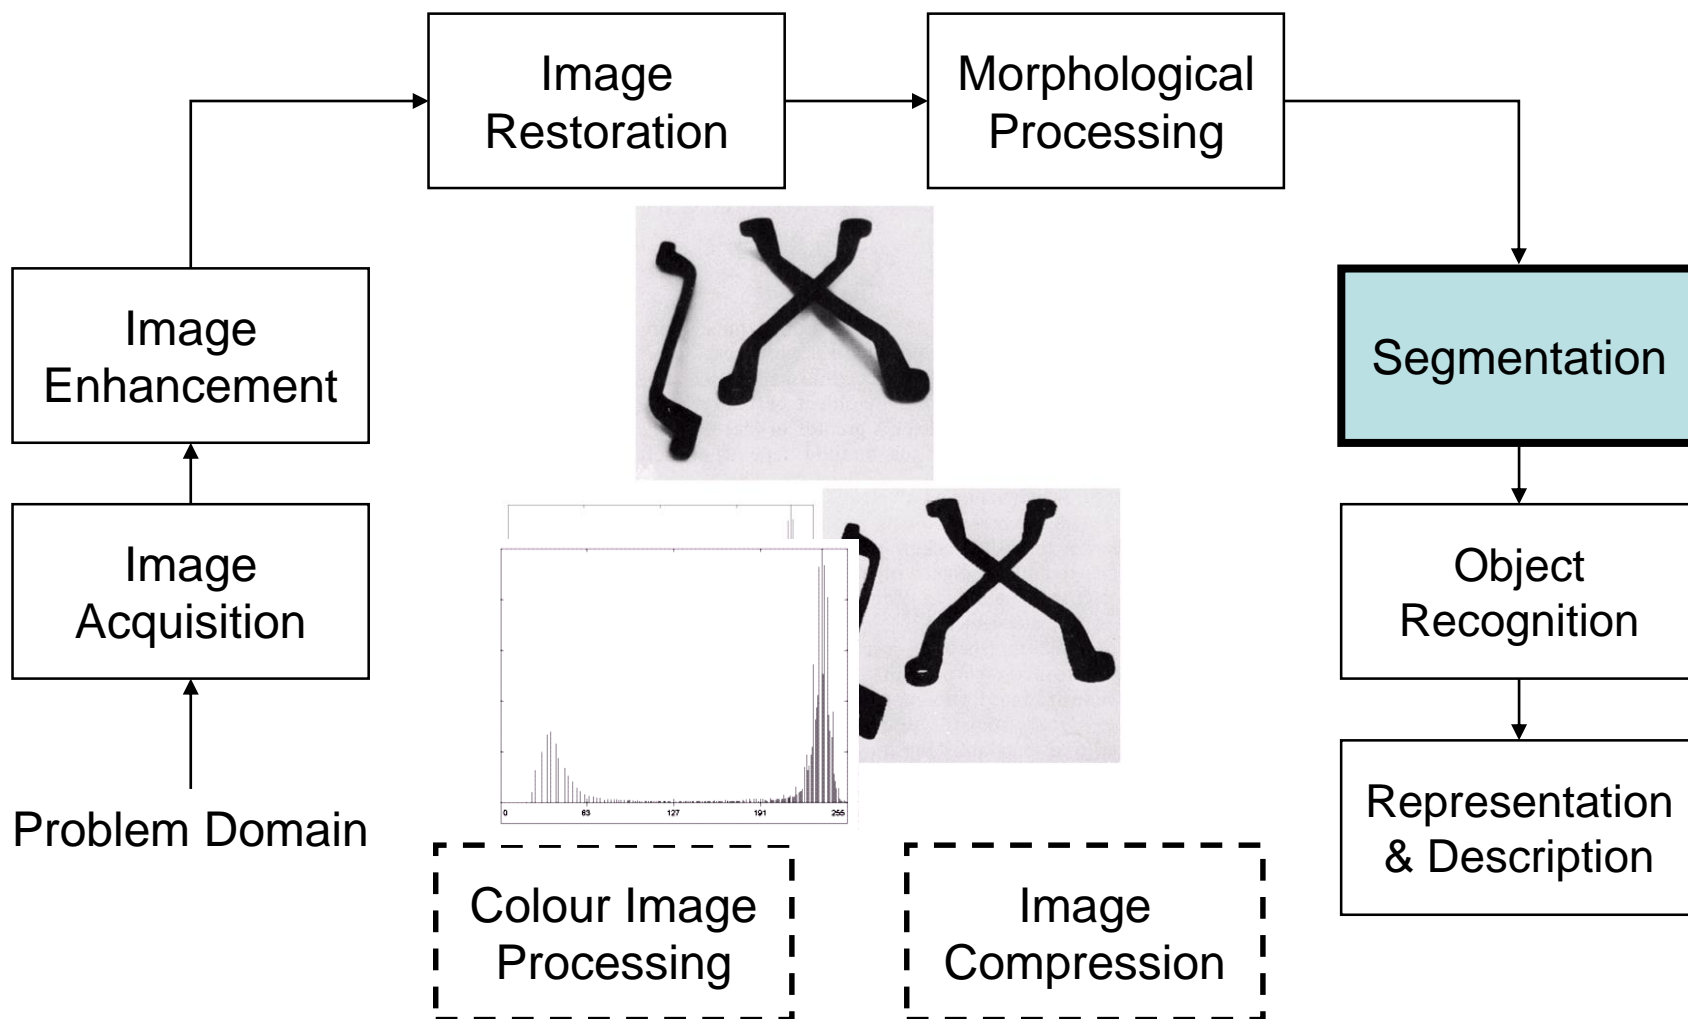 Image
Restoration
Morphological
Processing
Image
Enhancement
Segmentation
Image
Acquisition
Object
Recognition
0 63 127 191 255
Problem Domain
Representation
& Description
Colour Image
Processing
Image
Compression